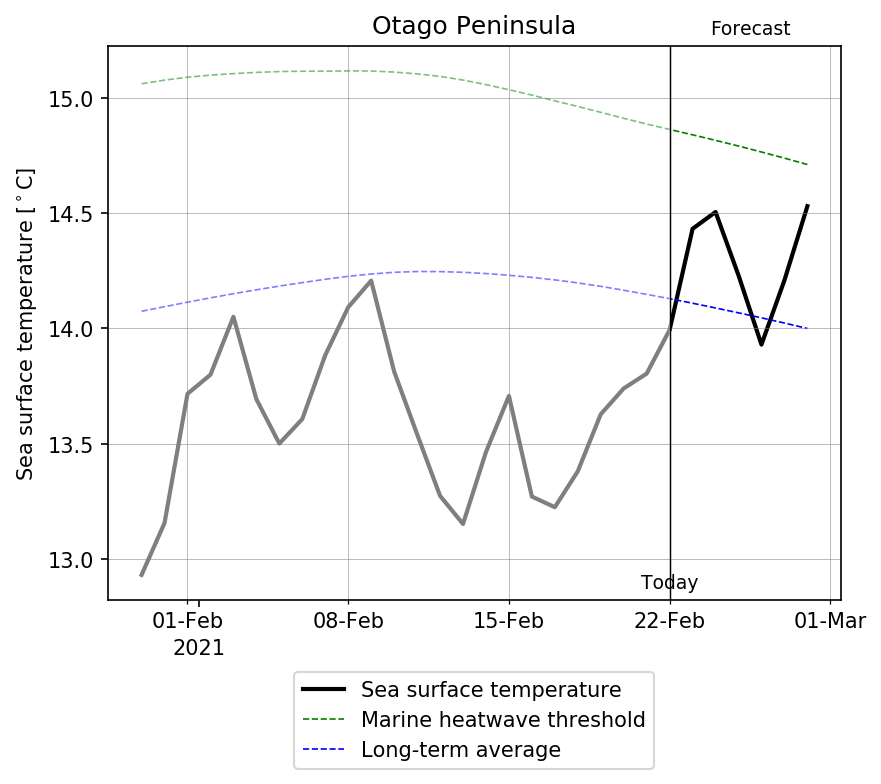 Otago Peninsula
Forecast
Sea surface temperature [°C]
15.0
14.5
14.0
13.5
13.0
Today
01-Feb
2021
08-Feb
15-Feb
22-Feb
01-Mar
Sea surface temperature
Marine heatwave threshold
Long-term average